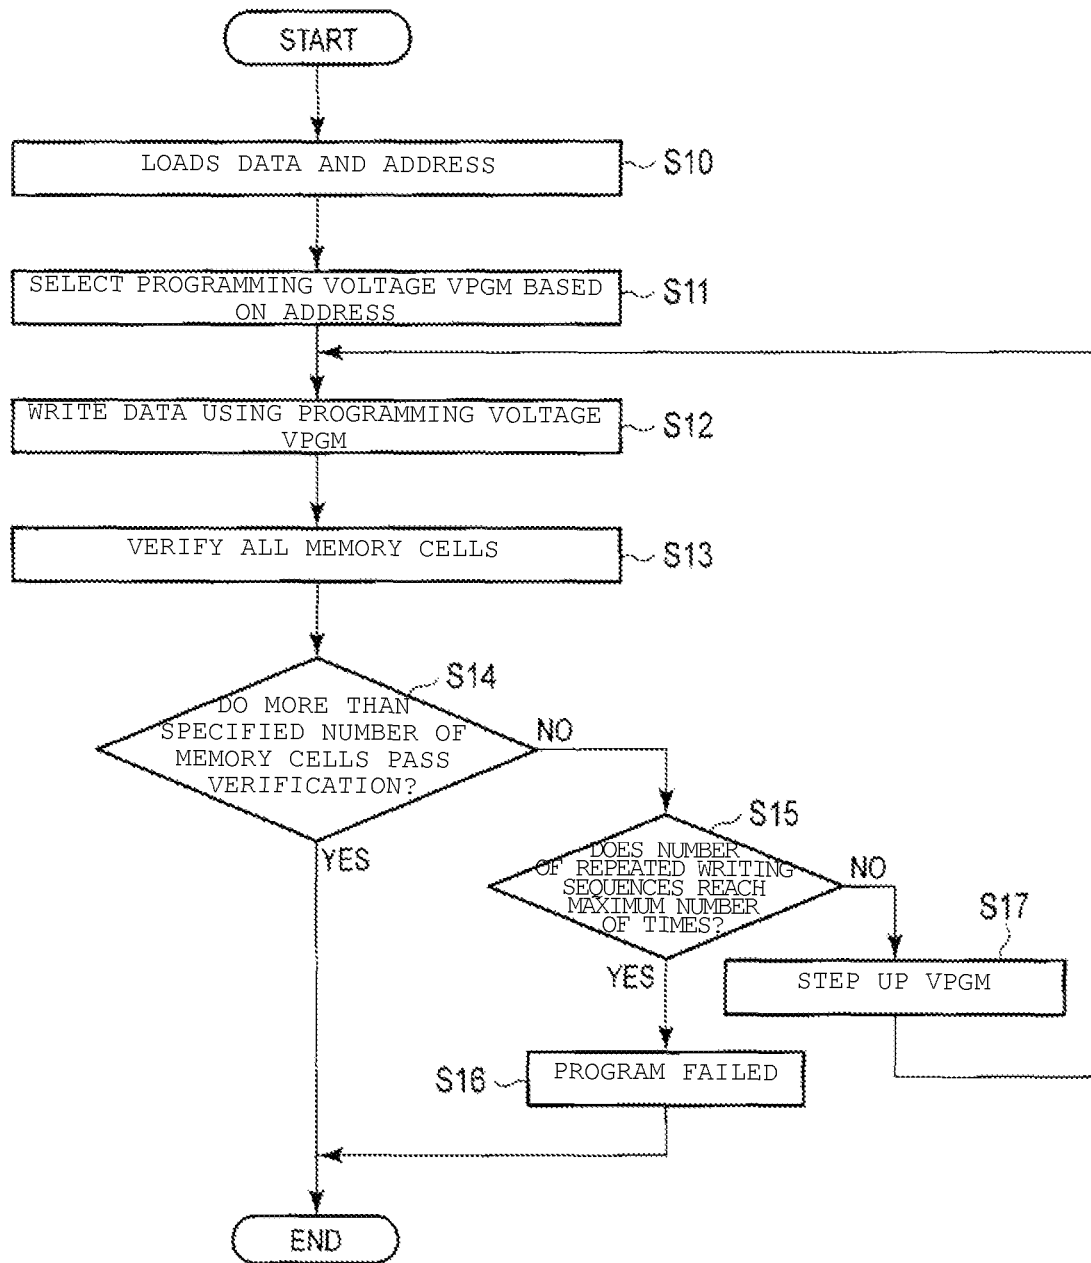 START
LOADS DATA AND ADDRESS
S10
SELECT PROGRAMMING VOLTAGE VPGM BASED
ON ADDRESS
S11
WRITE DATA USING PROGRAMMING VOLTAGE
VPGM
S12
VERIFY ALL MEMORY CELLS
S13
S14
DO MORE THAN
SPECIFIED NUMBER OF
MEMORY CELLS PASS
VERIFICATION?
NO
YES
S15
DOES NUMBER
OF REPEATED WRITING
SEQUENCES REACH
MAXIMUM NUMBER
OF TIMES?
NO
YES
S17
STEP UP VPGM
S16
PROGRAM FAILED
END